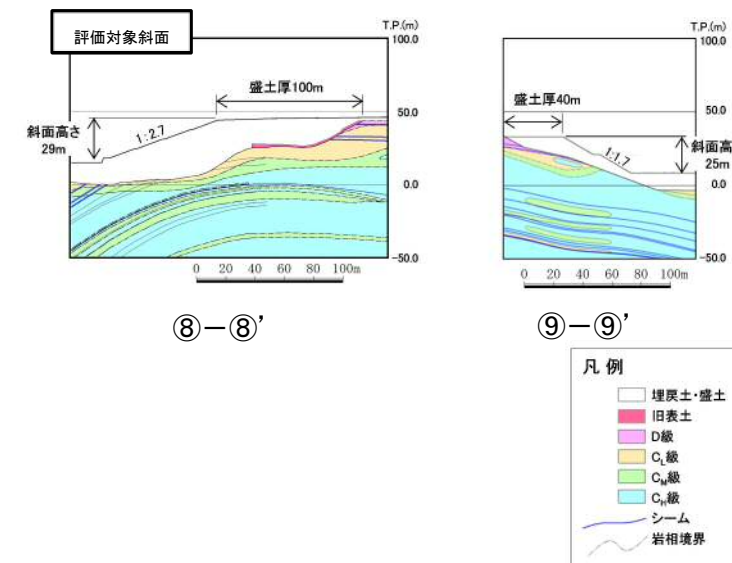 評価対象斜面
T.P.(m)
100.0
盛土厚100m
50.0
斜面高さ
29m
1:2.7
0.0
-50.0
0 20 40 60 80 100m
⑧-⑧'
T.P.(m)
100.0
盛土厚40m
50.0
斜面高
25m
1:1.7
0.0
-50.0
0 20 40 60 80 100m
⑨-⑨'
凡 例
埋戻土・盛土
旧表土
D級
CL級
CM級
CH級
シーム
岩相境界